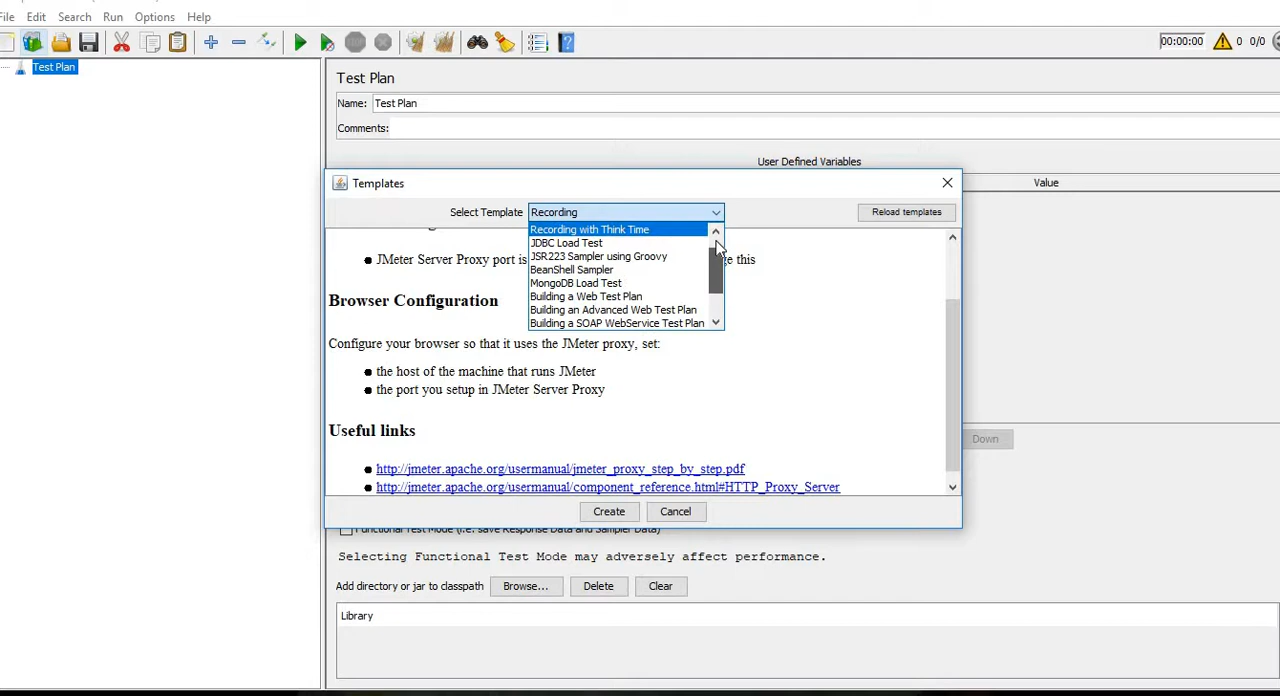 File Edit Search Run Options Help
00:00:00 0 0/0
Test Plan
Test Plan
Name: Test Plan
Comments:
User Defined Variables
Value
Templates
Select Template Recording Reload templates
Recording with Think Time
JDBC Load Test
JSR223 Sampler using Groovy
BeanShell Sampler
MongoDB Load Test
Building a Web Test Plan
Building an Advanced Web Test Plan
Building a SOAP WebService Test Plan
JMeter Server Proxy port is e this
Browser Configuration
Configure your browser so that it uses the JMeter proxy, set:
the host of the machine that runs JMeter
the port you setup in JMeter Server Proxy
Useful links
http://jmeter.apache.org/usermanual/jmeter_proxy_step_by_step.pdf
http://jmeter.apache.org/usermanual/component_reference.html#HTTP_Proxy_Server
Down
Create Cancel
Functional Test Mode (i.e. save Response Data and Sampler Data)
Selecting Functional Test Mode may adversely affect performance.
Add directory or jar to classpath Browse... Delete Clear
Library